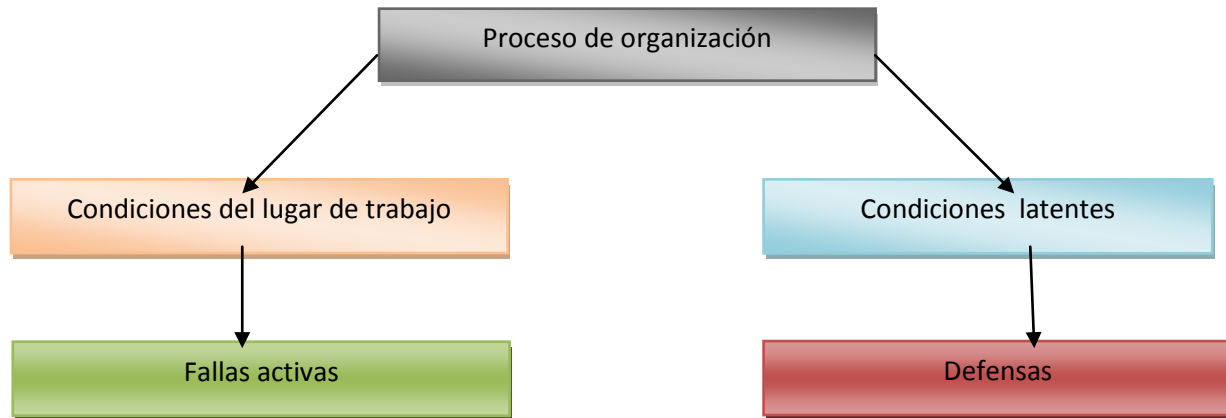 Proceso de organización
Condiciones del lugar de trabajo
Condiciones latentes
Fallas activas
Defensas